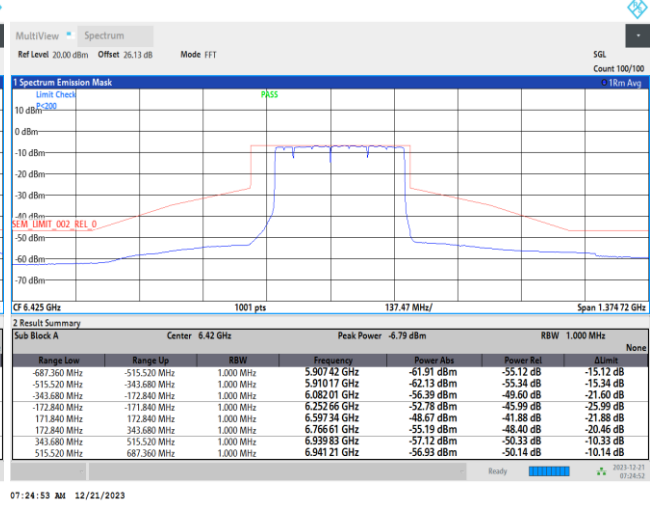 MultiView Spectrum
Ref Level 20.00 dBm Offset 26.13 dB Mode FFT SGL
Count 100/100
1 Spectrum Emission Mask 1Rm Avg
Limit Check PASS
P<200
10 dBm
0 dBm
-10 dBm
-20 dBm
-30 dBm
-40 dBm
SEM_LIMIT_002_REL_0
-50 dBm
-60 dBm
-70 dBm
CF 6.425 GHz 1001 pts 137.47 MHz/ Span 1.374 72 GHz
2 Result Summary
Sub Block A Center 6.42 GHz Peak Power -6.79 dBm RBW 1.000 MHz
None
Range Low Range Up RBW Frequency Power Abs Power Rel ΔLimit
-687.360 MHz -515.520 MHz 1.000 MHz 5.907 42 GHz -61.91 dBm -55.12 dB -15.12 dB
-515.520 MHz -343.680 MHz 1.000 MHz 5.910 17 GHz -62.13 dBm -55.34 dB -15.34 dB
-343.680 MHz -172.840 MHz 1.000 MHz 6.082 01 GHz -56.39 dBm -49.60 dB -21.60 dB
-172.840 MHz -171.840 MHz 1.000 MHz 6.252 66 GHz -52.78 dBm -45.99 dB -25.99 dB
171.840 MHz 172.840 MHz 1.000 MHz 6.597 34 GHz -48.67 dBm -41.88 dB -21.88 dB
172.840 MHz 343.680 MHz 1.000 MHz 6.766 61 GHz -55.19 dBm -48.40 dB -20.46 dB
343.680 MHz 515.520 MHz 1.000 MHz 6.939 83 GHz -57.12 dBm -50.33 dB -10.33 dB
515.520 MHz 687.360 MHz 1.000 MHz 6.941 21 GHz -56.93 dBm -50.14 dB -10.14 dB
Ready 2023-12-21
07:24:52
07:24:53 AM 12/21/2023